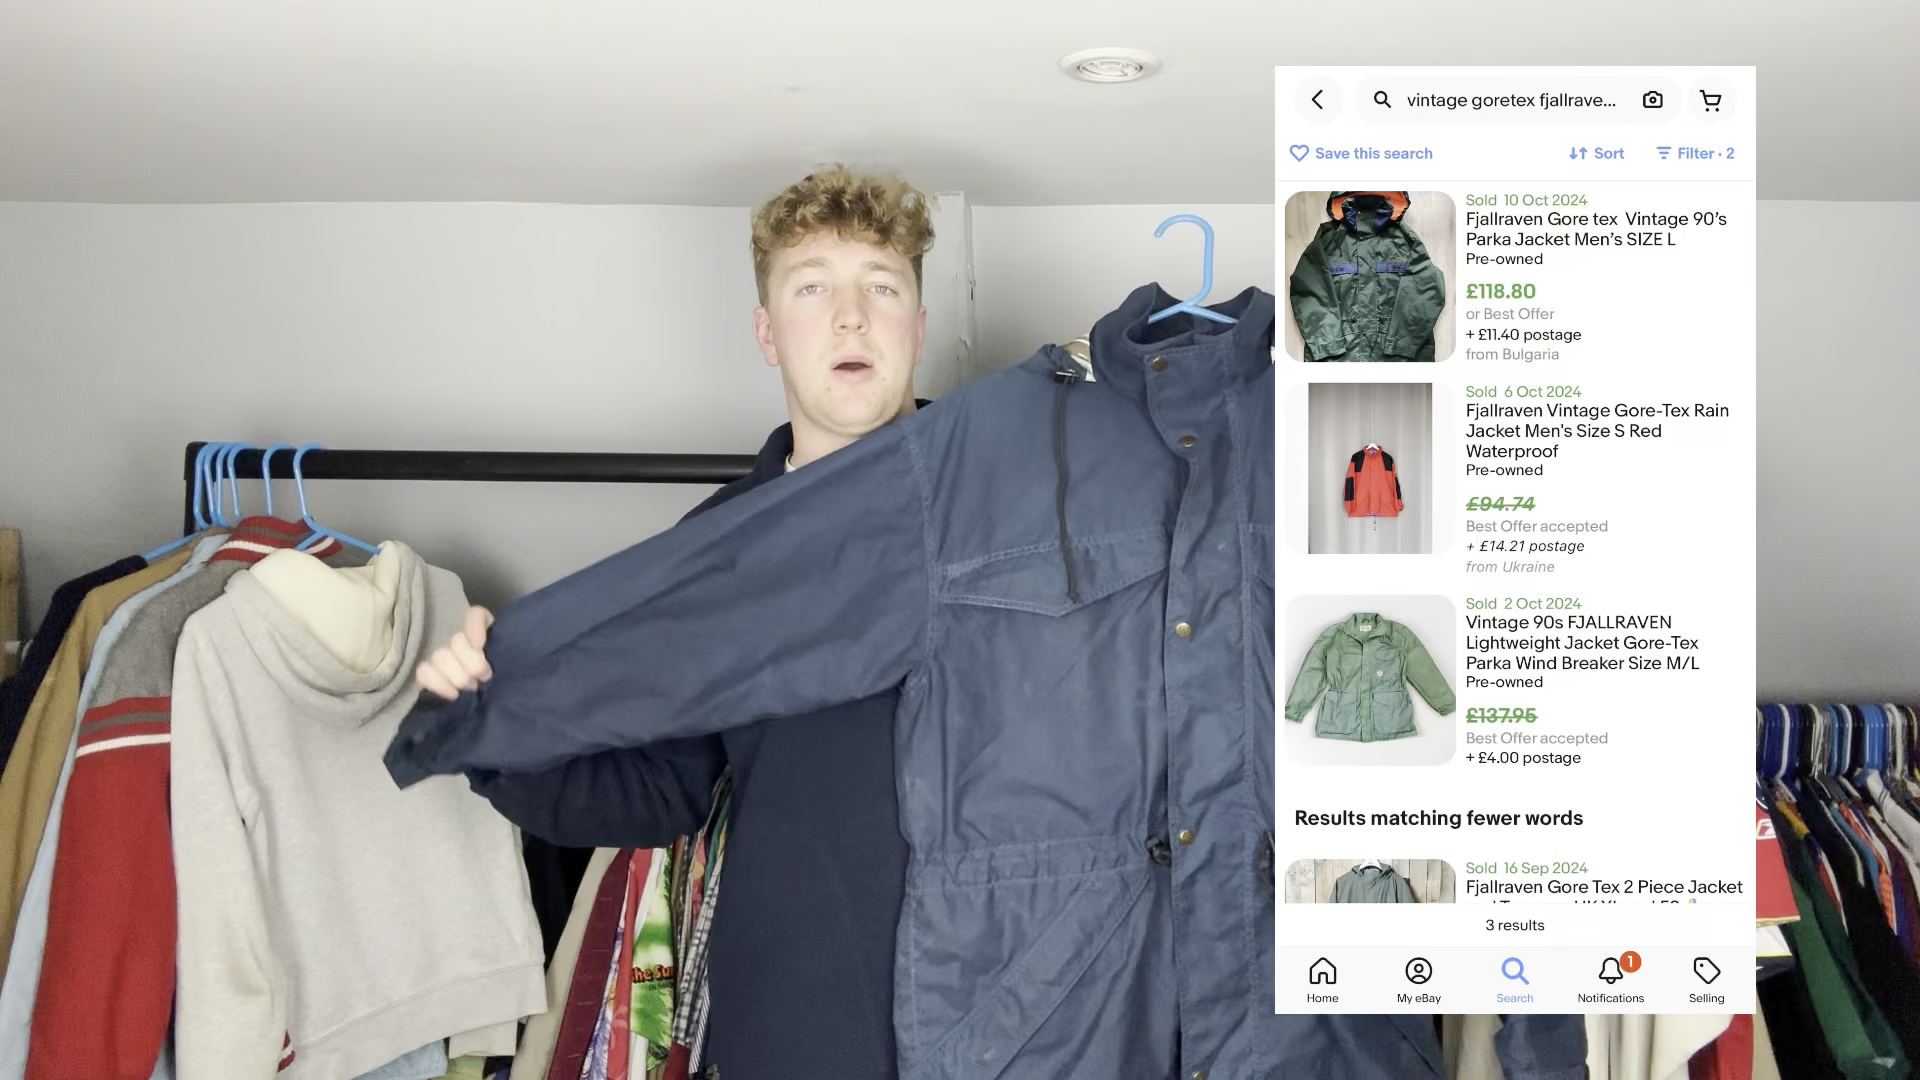 vintage goretex fjallrave...
Save this search
Sort
Filter · 2
Sold 10 Oct 2024
Fjallraven Gore tex Vintage 90's
Parka Jacket Men's SIZE L
Pre-owned
£118.80
or Best Offer
+ £11.40 postage
from Bulgaria
Sold 6 Oct 2024
Fjallraven Vintage Gore-Tex Rain
Jacket Men's Size S Red
Waterproof
Pre-owned
£94.74
Best Offer accepted
+ £14.21 postage
from Ukraine
Sold 2 Oct 2024
Vintage 90s FJALLRAVEN
Lightweight Jacket Gore-Tex
Parka Wind Breaker Size M/L
Pre-owned
£137.95
Best Offer accepted
+ £4.00 postage
Results matching fewer words
Sold 16 Sep 2024
Fjallraven Gore Tex 2 Piece Jacket
3 results
1
Home
My eBay
Search
Notifications
Selling